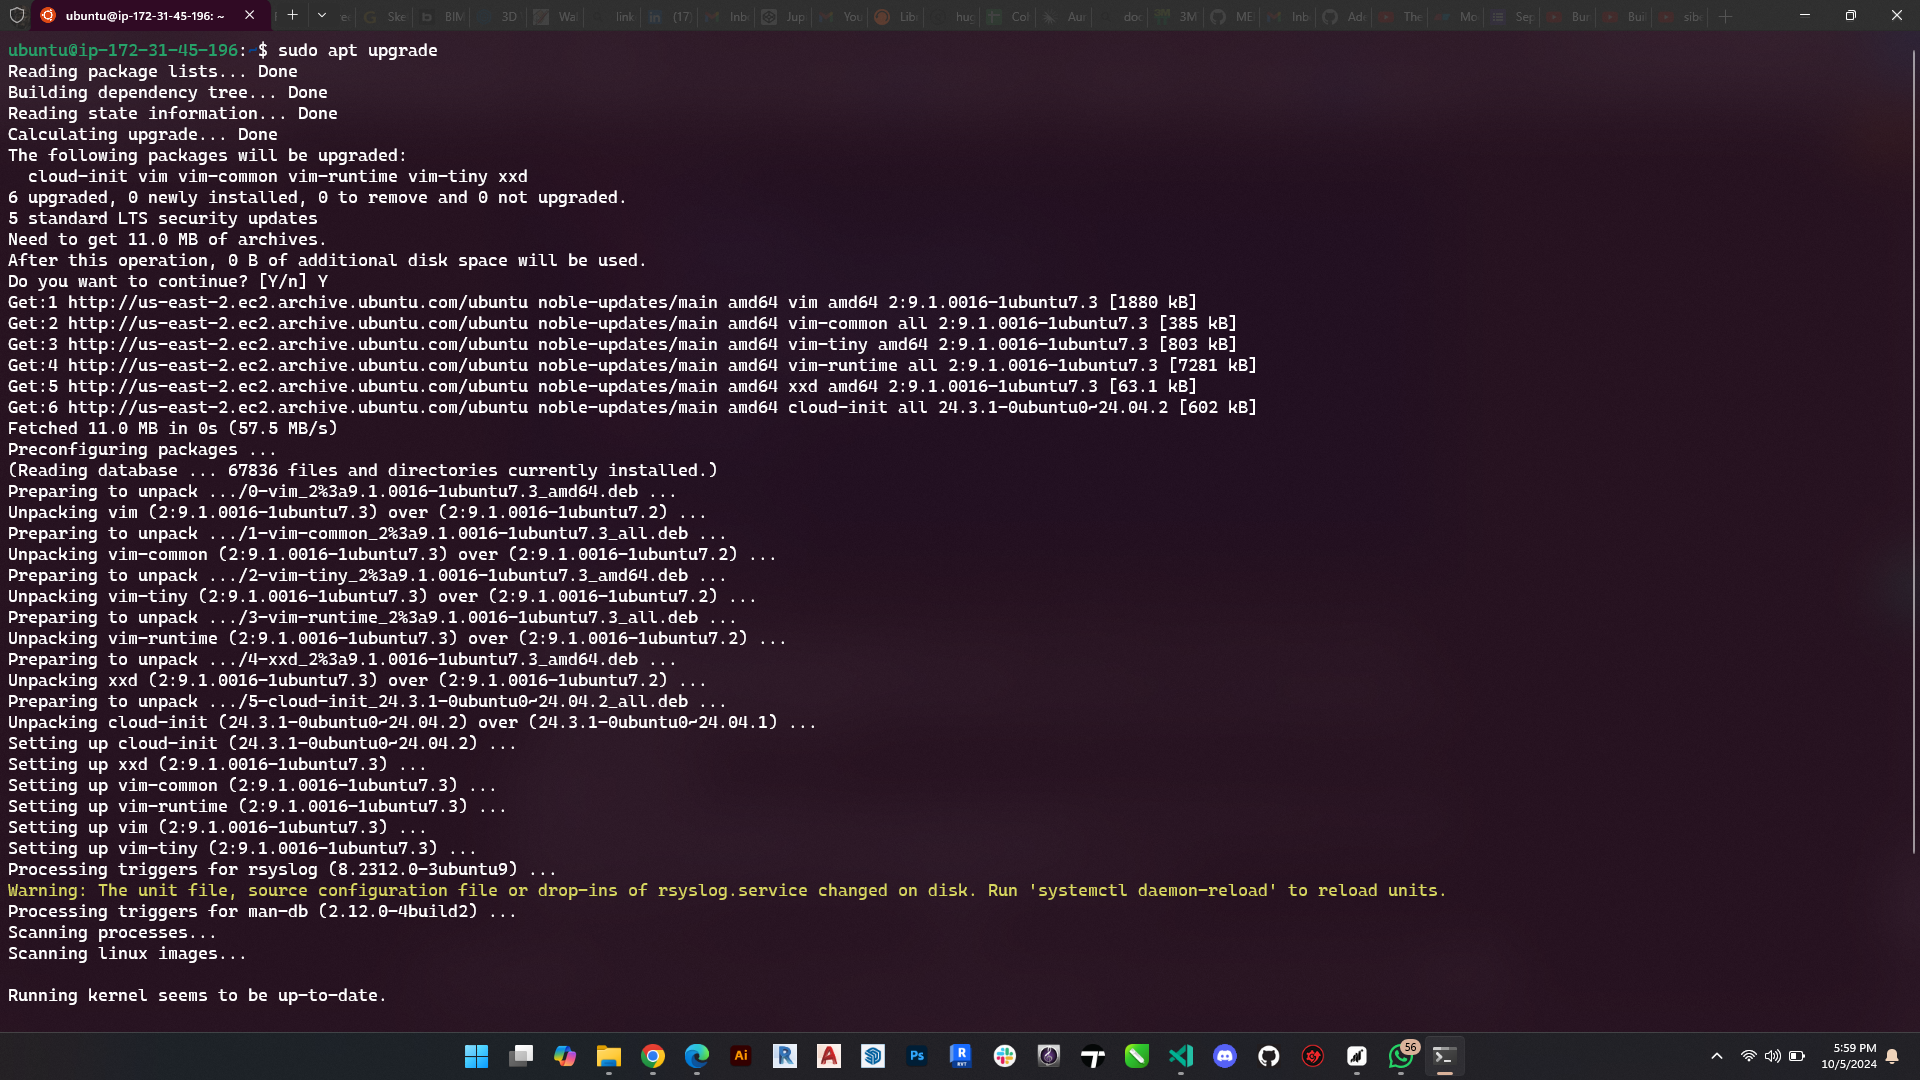 ubuntu@ip-172-31-45-196: ~
Ske
BIM
3D
Wal
link
(17)
Inb
Jup
You
Lib
hug
Col
Aur
doc
3M
ME
Inb
Ade
The
Mo
Sep
Bur
Buil
sibe
ubuntu@ip-172-31-45-196:~$ sudo apt upgrade
Reading package lists... Done
Building dependency tree... Done
Reading state information... Done
Calculating upgrade... Done
The following packages will be upgraded:
  cloud-init vim vim-common vim-runtime vim-tiny xxd
6 upgraded, 0 newly installed, 0 to remove and 0 not upgraded.
5 standard LTS security updates
Need to get 11.0 MB of archives.
After this operation, 0 B of additional disk space will be used.
Do you want to continue? [Y/n] Y
Get:1 http://us-east-2.ec2.archive.ubuntu.com/ubuntu noble-updates/main amd64 vim amd64 2:9.1.0016-1ubuntu7.3 [1880 kB]
Get:2 http://us-east-2.ec2.archive.ubuntu.com/ubuntu noble-updates/main amd64 vim-common all 2:9.1.0016-1ubuntu7.3 [385 kB]
Get:3 http://us-east-2.ec2.archive.ubuntu.com/ubuntu noble-updates/main amd64 vim-tiny amd64 2:9.1.0016-1ubuntu7.3 [803 kB]
Get:4 http://us-east-2.ec2.archive.ubuntu.com/ubuntu noble-updates/main amd64 vim-runtime all 2:9.1.0016-1ubuntu7.3 [7281 kB]
Get:5 http://us-east-2.ec2.archive.ubuntu.com/ubuntu noble-updates/main amd64 xxd amd64 2:9.1.0016-1ubuntu7.3 [63.1 kB]
Get:6 http://us-east-2.ec2.archive.ubuntu.com/ubuntu noble-updates/main amd64 cloud-init all 24.3.1-0ubuntu0~24.04.2 [602 kB]
Fetched 11.0 MB in 0s (57.5 MB/s)
Preconfiguring packages ...
(Reading database ... 67836 files and directories currently installed.)
Preparing to unpack .../0-vim_2%3a9.1.0016-1ubuntu7.3_amd64.deb ...
Unpacking vim (2:9.1.0016-1ubuntu7.3) over (2:9.1.0016-1ubuntu7.2) ...
Preparing to unpack .../1-vim-common_2%3a9.1.0016-1ubuntu7.3_all.deb ...
Unpacking vim-common (2:9.1.0016-1ubuntu7.3) over (2:9.1.0016-1ubuntu7.2) ...
Preparing to unpack .../2-vim-tiny_2%3a9.1.0016-1ubuntu7.3_amd64.deb ...
Unpacking vim-tiny (2:9.1.0016-1ubuntu7.3) over (2:9.1.0016-1ubuntu7.2) ...
Preparing to unpack .../3-vim-runtime_2%3a9.1.0016-1ubuntu7.3_all.deb ...
Unpacking vim-runtime (2:9.1.0016-1ubuntu7.3) over (2:9.1.0016-1ubuntu7.2) ...
Preparing to unpack .../4-xxd_2%3a9.1.0016-1ubuntu7.3_amd64.deb ...
Unpacking xxd (2:9.1.0016-1ubuntu7.3) over (2:9.1.0016-1ubuntu7.2) ...
Preparing to unpack .../5-cloud-init_24.3.1-0ubuntu0~24.04.2_all.deb ...
Unpacking cloud-init (24.3.1-0ubuntu0~24.04.2) over (24.3.1-0ubuntu0~24.04.1) ...
Setting up cloud-init (24.3.1-0ubuntu0~24.04.2) ...
Setting up xxd (2:9.1.0016-1ubuntu7.3) ...
Setting up vim-common (2:9.1.0016-1ubuntu7.3) ...
Setting up vim-runtime (2:9.1.0016-1ubuntu7.3) ...
Setting up vim (2:9.1.0016-1ubuntu7.3) ...
Setting up vim-tiny (2:9.1.0016-1ubuntu7.3) ...
Processing triggers for rsyslog (8.2312.0-3ubuntu9) ...
Warning: The unit file, source configuration file or drop-ins of rsyslog.service changed on disk. Run 'systemctl daemon-reload' to reload units.
Processing triggers for man-db (2.12.0-4build2) ...
Scanning processes...
Scanning linux images...
Running kernel seems to be up-to-date.
Ai
R
A
Ps
R
RVT
56
5:59 PM
10/5/2024